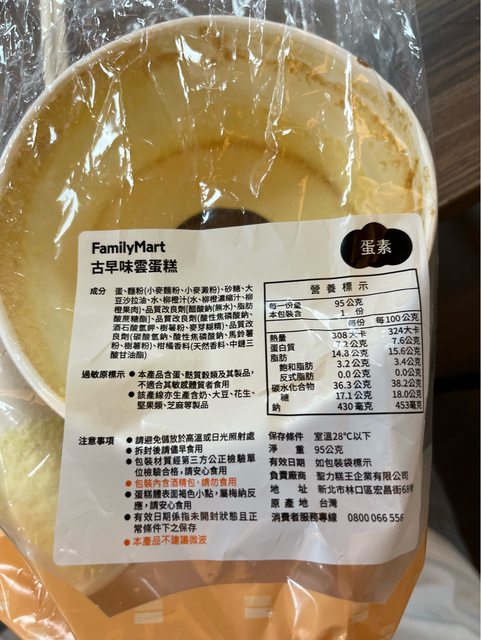 FamilyMart
古早味雲蛋糕
蛋素
成分 蛋、麵粉(小麥麵粉、小麥澱粉)、砂糖、大
豆沙拉油、水、柳橙汁(水、柳橙濃縮汁、柳
橙果肉)、品質改良劑[醋酸鈉(無水)、脂肪
酸蔗糖酯]、品質改良劑(酸性焦磷酸鈉、
酒石酸氫鉀、樹薯粉、麥芽糊精)、品質改
良劑(碳酸氫鈉、酸性焦磷酸鈉、馬鈴薯
粉、樹薯粉)、柑橘香料(天然香料、中鏈三
酸甘油酯)
過敏原標示 ● 本產品含蛋、麩質穀類及其製品,
不適合其敏感體質者食用
● 該產線亦生產含奶、大豆、花生、
堅果類、芝麻等製品
營養標示
每一份量 95公克
本包裝含 1 份
每份 每100公克
熱量 308 大卡 324大卡
蛋白質 7.2 公克 7.6公克
脂肪 14.8 公克 15.6公克
飽和脂肪 3.2 公克 3.4公克
反式脂肪 0.0 公克 0.0公克
碳水化合物 36.3 公克 38.2公克
糖 17.1 公克 18.0公克
鈉 430 毫克 453毫克
注意事項 ● 請避免儲放於高溫或日光照射處
● 拆封後請儘早食用
● 包裝材質經第三方公正檢驗單
位檢驗合格,請安心食用
● 包裝內含酒精包,請勿食用
● 蛋糕體表面褐色小點,屬梅納反
應,請安心食用
● 有效日期係指未開封狀態且正
常條件下之保存
● 本產品不建議微波
保存條件 室溫28°C以下
淨重 95公克
有效日期 如包裝袋標示
負責廠商 聖力糕王企業有限公司
地址 新北市林口區宏昌街68號
原產地 台灣
消費者服務專線 0800 066 556